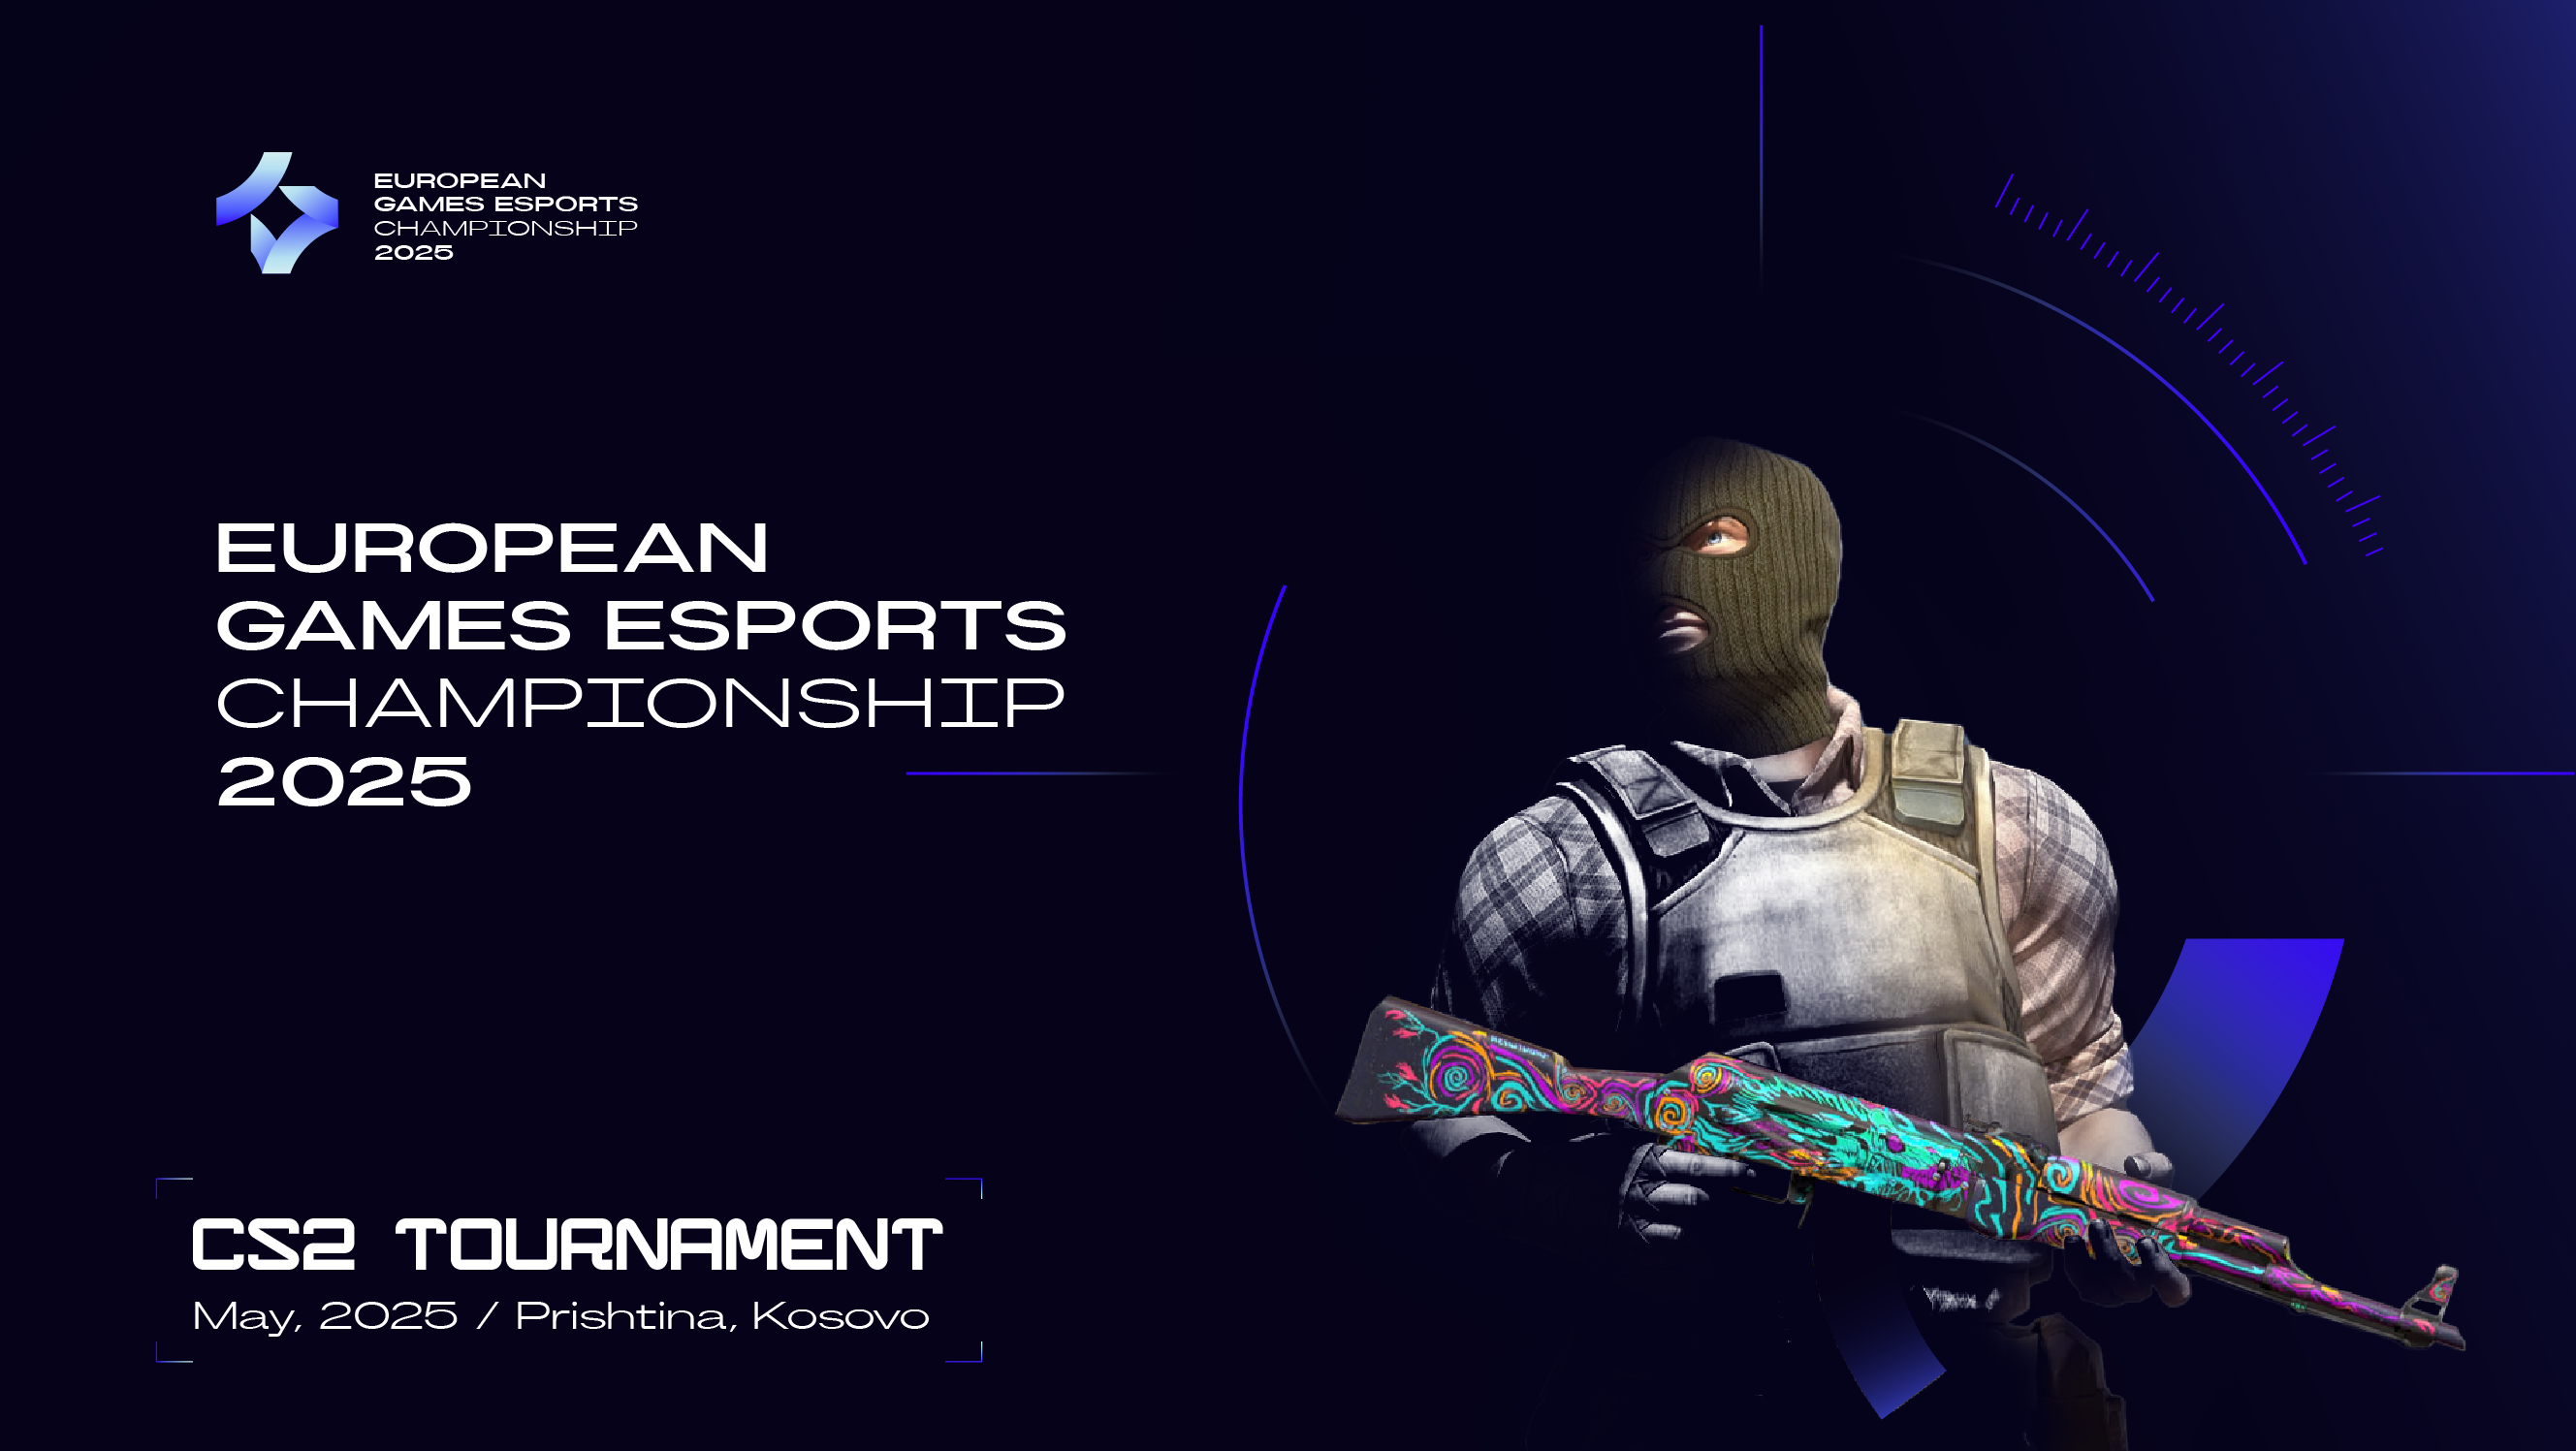 EUROPEAN
GAMES ESPORTS
CHAMPIONSHIP
2025
EUROPEAN
GAMES ESPORTS
CHAMPIONSHIP
2025
CS2 TOURNAMENT
May, 2025 / Prishtina, Kosovo